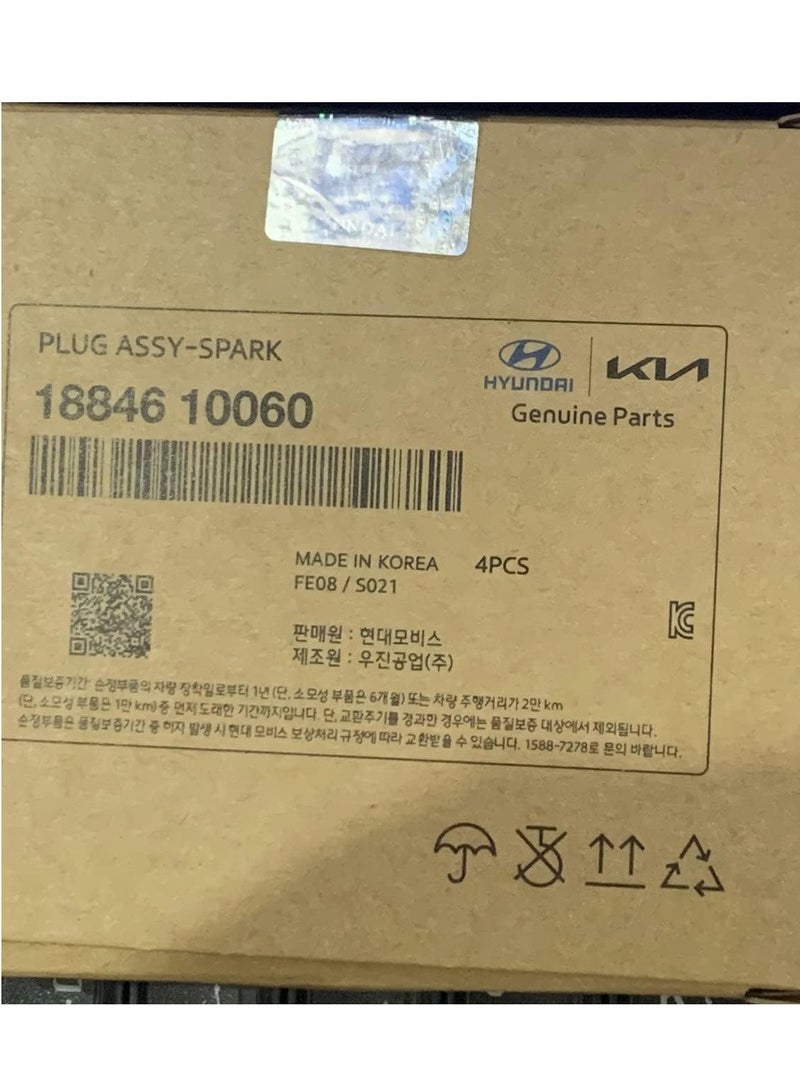 PLUG ASSY-SPARK
18846 10060
HYUNDAI
KIA
Genuine Parts
MADE IN KOREA 4PCS
FE08 / S021
판매원 : 현대모비스
제조원 : 우진공업(주)
품질보증기간: 순정부품의 차량 장착일로부터 1년 (단, 소모성 부품은 6개월) 또는 차량 주행거리가 2만 km
(단, 소모성 부품은 1만 km) 중 먼저 도래한 기간까지입니다. 단, 교환주기를 경과한 경우에는 품질보증 대상에서 제외됩니다.
순정부품은 품질보증기간 중 하자 발생 시 현대 모비스 보상처리 규정에 따라 교환받을 수 있습니다. 1588-7278로 문의 바랍니다.